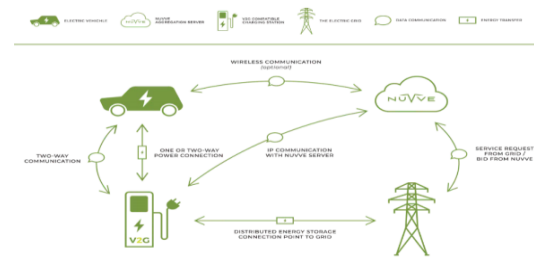 ELECTRIC VEHICLE
NUVVE
NUVVE
AGGREGATION SERVER
V2G COMPATIBLE
CHARGING STATION
THE ELECTRIC GRID
DATA COMMUNICATION
ENERGY TRANSFER
WIRELESS COMMUNICATION
(optional)
NUVVE
ONE OR TWO-WAY
POWER CONNECTION
IP COMMUNICATION
WITH NUVVE SERVER
TWO-WAY
COMMUNICATION
SERVICE REQUEST
FROM GRID /
BID FROM NUVVE
V2G
DISTRIBUTED ENERGY STORAGE
CONNECTION POINT TO GRID